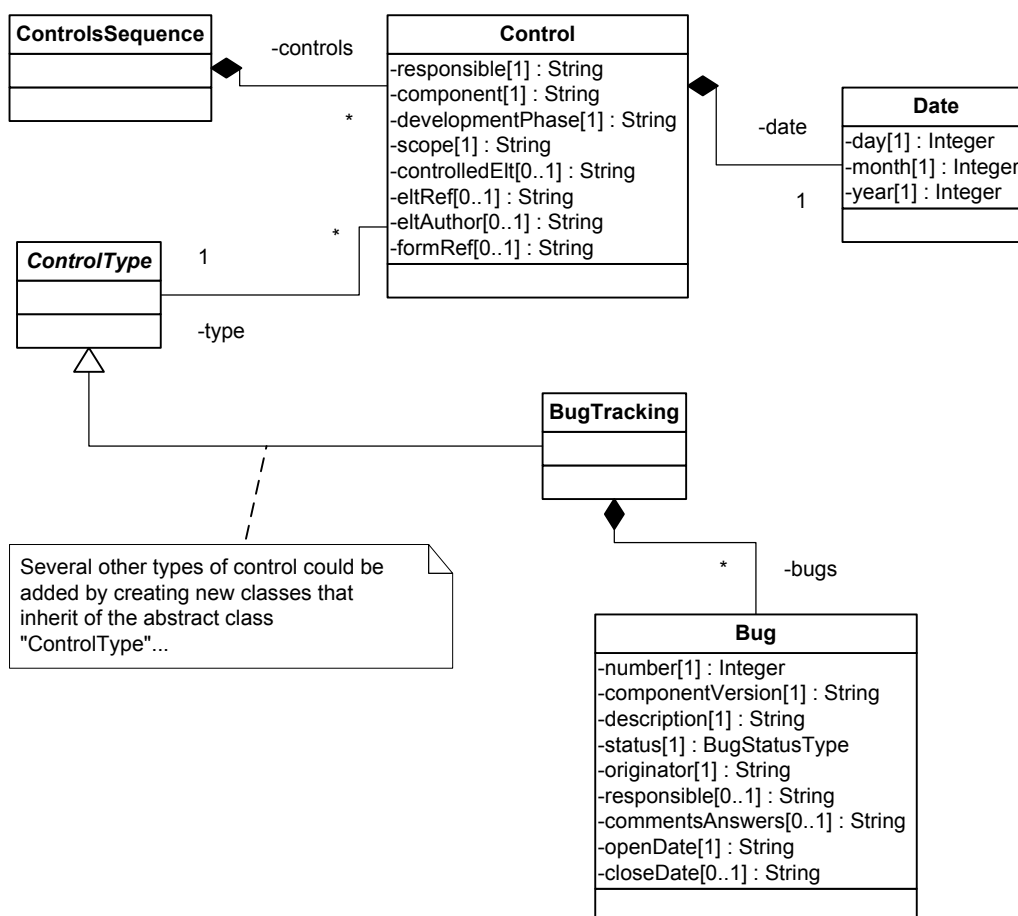 ControlsSequence
-controls
*
Control
-responsible[1] : String
-component[1] : String
-developmentPhase[1] : String
-scope[1] : String
-controlledElt[0..1] : String
-eltRef[0..1] : String
-eltAuthor[0..1] : String
-formRef[0..1] : String
-date
1
Date
-day[1] : Integer
-month[1] : Integer
-year[1] : Integer
ControlType
1
*
-type
BugTracking
Several other types of control could be
added by creating new classes that
inherit of the abstract class
"ControlType"...
*
-bugs
Bug
-number[1] : Integer
-componentVersion[1] : String
-description[1] : String
-status[1] : BugStatusType
-originator[1] : String
-responsible[0..1] : String
-commentsAnswers[0..1] : String
-openDate[1] : String
-closeDate[0..1] : String